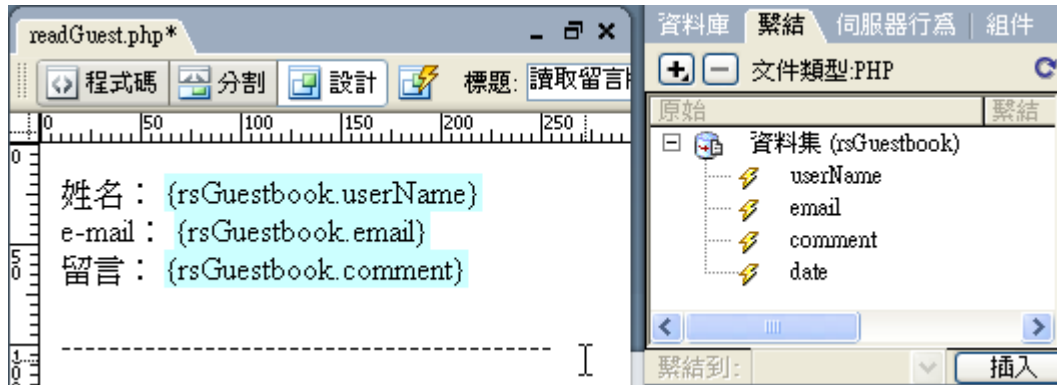 readGuest.php*
程式碼 分割 設計 標題: 讀取留言
0 50 100 150 200 250
0
姓名： {rsGuestbook.userName}
e-mail： {rsGuestbook.email}
50
留言： {rsGuestbook.comment}
----------------------------------------
資料庫 繫結 伺服器行為 組件
文件類型:PHP
原始 繫結
資料集 (rsGuestbook)
userName
email
comment
date
繫結到: 插入